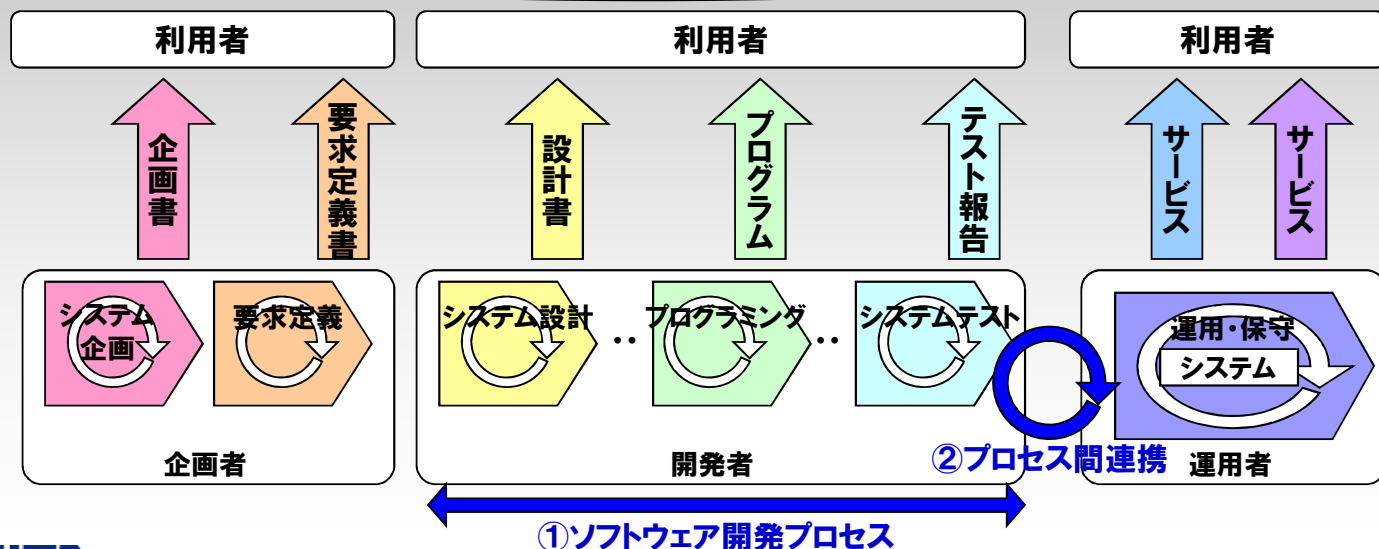 利用者
利用者
利用者
企画書
要求定義書
設計書
プログラム
テスト報告
サービス
サービス
システム
企画
要求定義
システム設計
‥
プログラミング
‥
システムテスト
運用・保守
システム
企画者
開発者
②プロセス間連携
運用者
①ソフトウェア開発プロセス